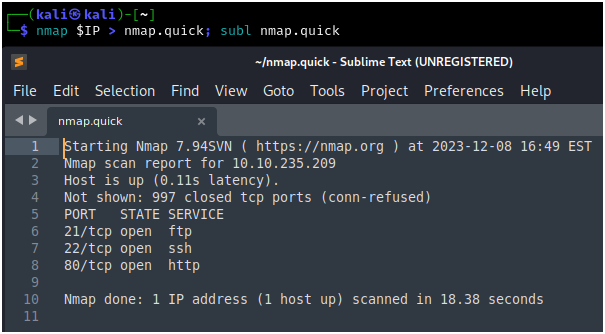 ┌──(kali㉿kali)-[~]
└─$ nmap $IP > nmap.quick; subl nmap.quick
~/nmap.quick - Sublime Text (UNREGISTERED)
File Edit Selection Find View Goto Tools Project Preferences Help
nmap.quick ×
1 Starting Nmap 7.94SVN ( https://nmap.org ) at 2023-12-08 16:49 EST
2 Nmap scan report for 10.10.235.209
3 Host is up (0.11s latency).
4 Not shown: 997 closed tcp ports (conn-refused)
5 PORT   STATE SERVICE
6 21/tcp open  ftp
7 22/tcp open  ssh
8 80/tcp open  http
9
10 Nmap done: 1 IP address (1 host up) scanned in 18.38 seconds
11